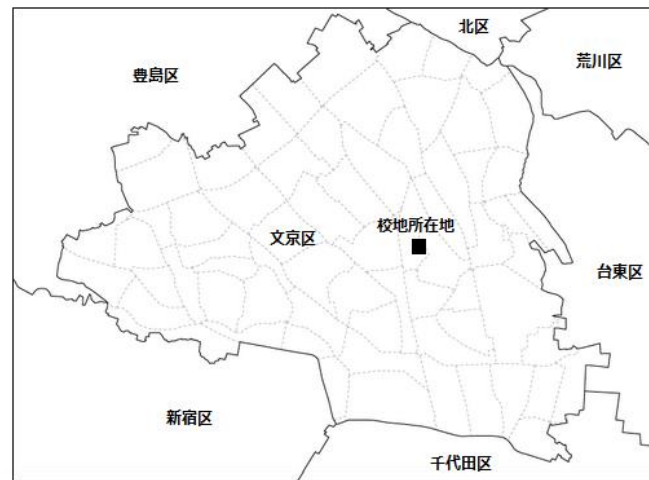 北区
荒川区
豊島区
校地所在地
文京区
台東区
新宿区
千代田区